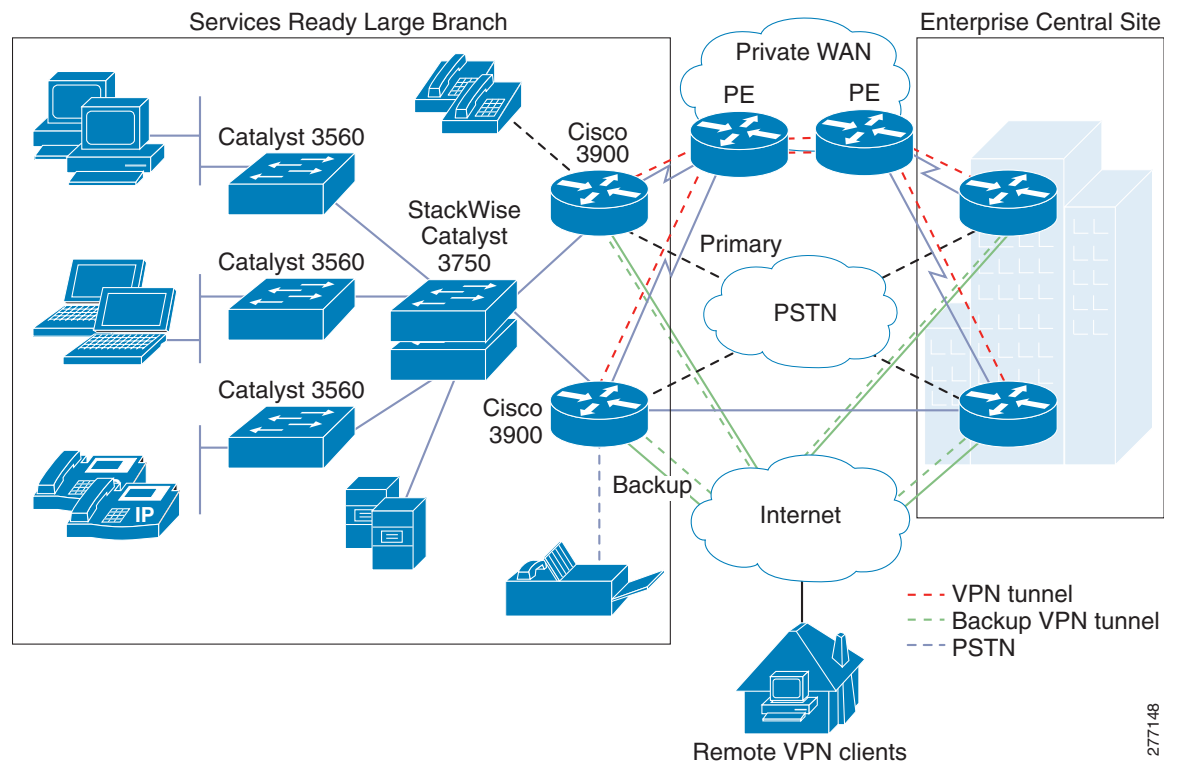 Services Ready Large Branch
Enterprise Central Site
Private WAN
PE
PE
Catalyst 3560
Cisco
3900
StackWise
Catalyst
3750
Primary
Catalyst 3560
PSTN
Catalyst 3560
Cisco
3900
Backup
Internet
IP
VPN tunnel
Backup VPN tunnel
PSTN
Remote VPN clients
277148